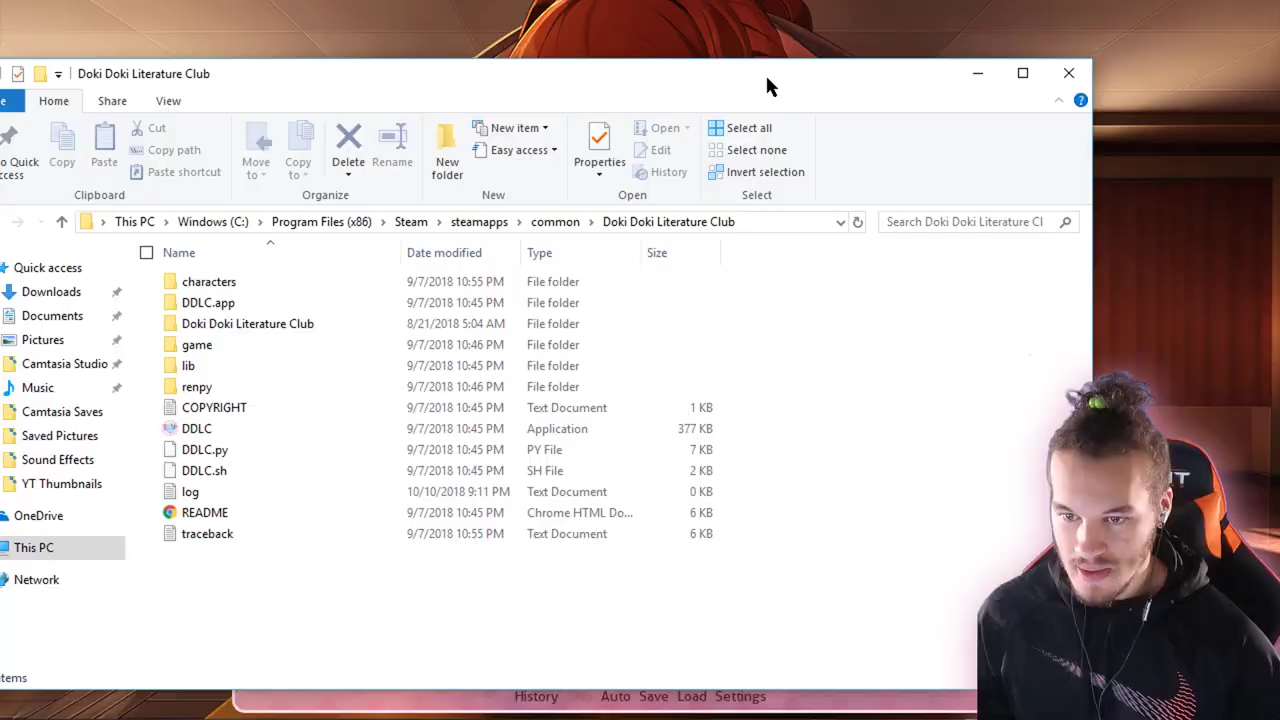 Doki Doki Literature Club
Home Share View
Copy Paste Cut
Copy path
Paste shortcut
Move to Copy to Delete Rename
New folder New item
Easy access
Properties Open
Edit
History
Select all
Select none
Invert selection
Clipboard Organize New Open Select
This PC Windows (C:) Program Files (x86) Steam steamapps common Doki Doki Literature Club Search Doki Doki Literature Cl
Name Date modified Type Size
Quick access
Downloads
Documents
Pictures
Camtasia Studio
Music
Camtasia Saves
Saved Pictures
Sound Effects
YT Thumbnails
OneDrive
This PC
Network
characters 9/7/2018 10:55 PM File folder
DDLC.app 9/7/2018 10:45 PM File folder
Doki Doki Literature Club 8/21/2018 5:04 AM File folder
game 9/7/2018 10:46 PM File folder
lib 9/7/2018 10:45 PM File folder
renpy 9/7/2018 10:46 PM File folder
COPYRIGHT 9/7/2018 10:45 PM Text Document 1 KB
DDLC 9/7/2018 10:45 PM Application 377 KB
DDLC.py 9/7/2018 10:45 PM PY File 7 KB
DDLC.sh 9/7/2018 10:45 PM SH File 2 KB
log 10/10/2018 9:11 PM Text Document 0 KB
README 9/7/2018 10:45 PM Chrome HTML Do... 6 KB
traceback 9/7/2018 10:55 PM Text Document 6 KB
History Auto Save Load Settings